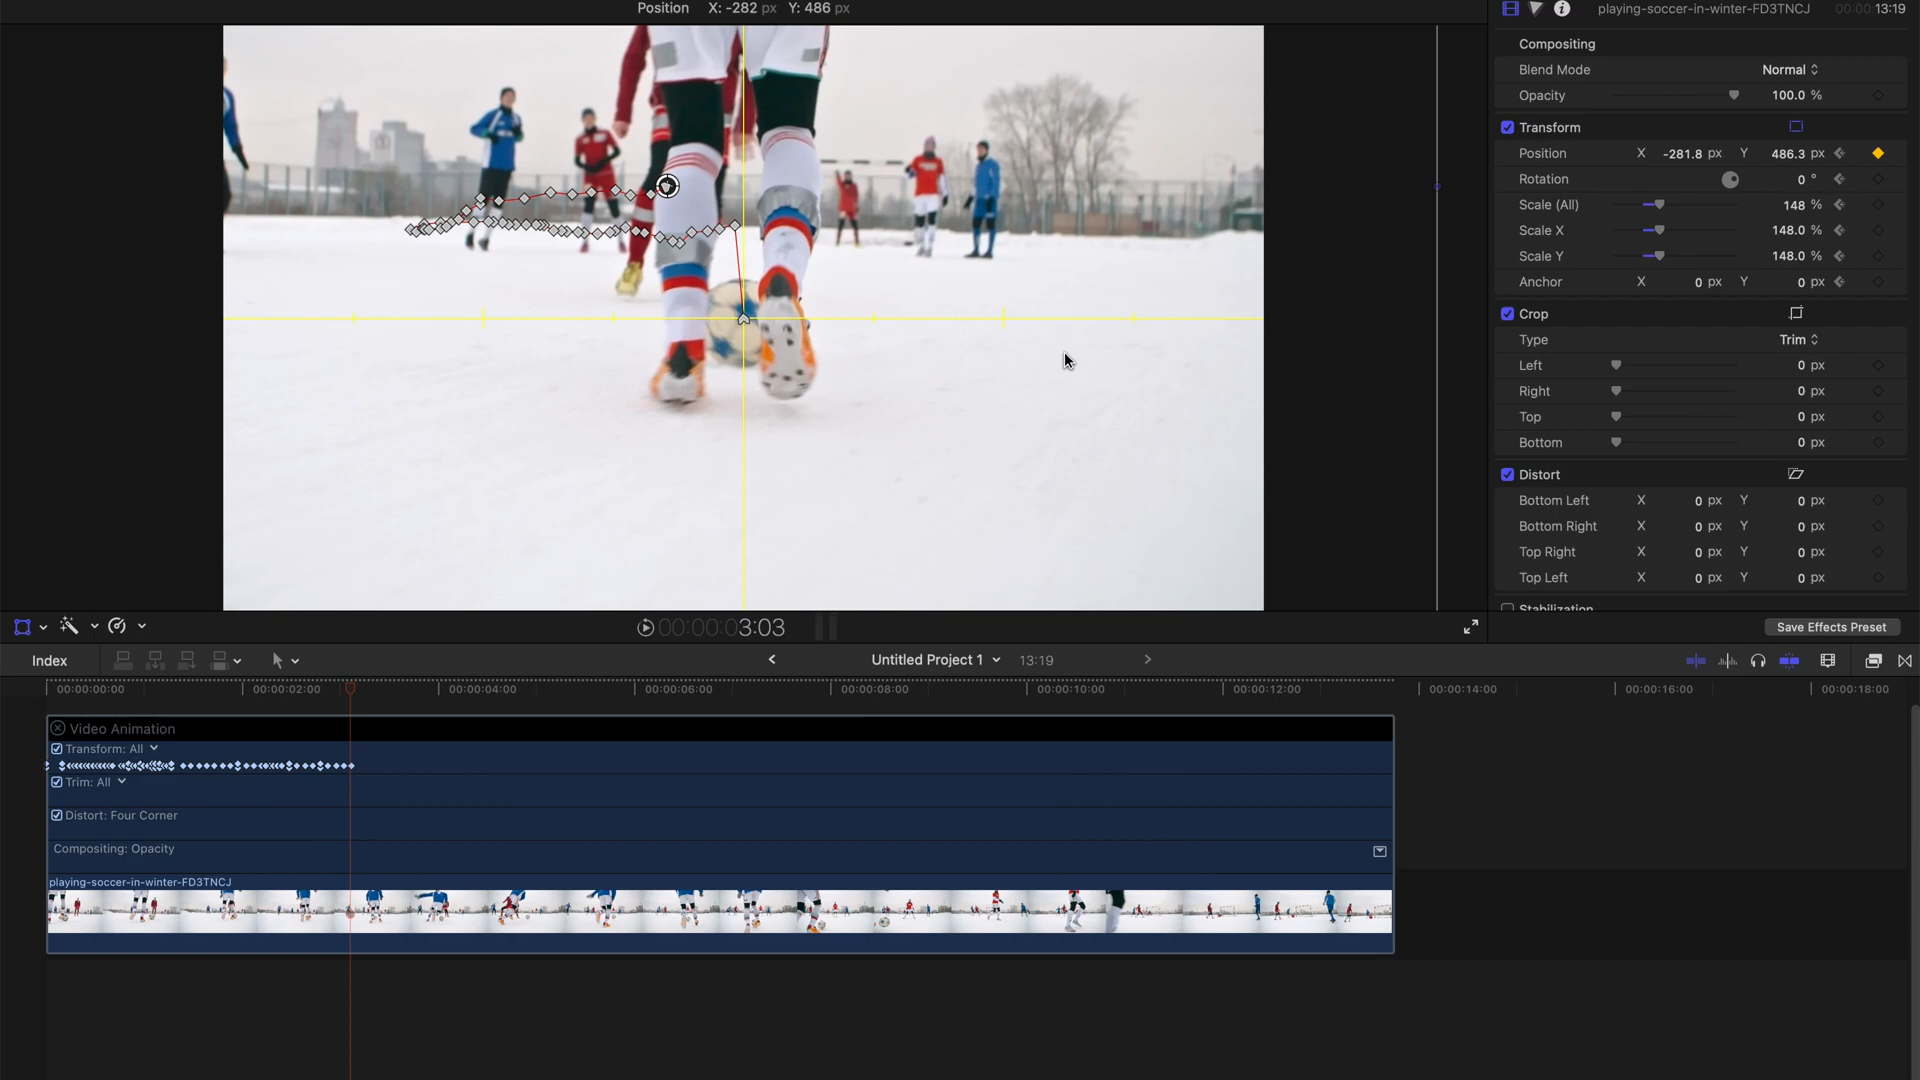 Position X: -282 px Y: 486 px
playing-soccer-in-winter-FD3TNCJ 00:00:13:19
Compositing
Blend Mode Normal
Opacity 100.0 %
Transform
Position X -281.8 px Y 486.3 px
Rotation 0 °
Scale (All) 148 %
Scale X 148.0 %
Scale Y 148.0 %
Anchor X 0 px Y 0 px
Crop
Type Trim
Left 0 px
Right 0 px
Top 0 px
Bottom 0 px
Distort
Bottom Left X 0 px Y 0 px
Bottom Right X 0 px Y 0 px
Top Right X 0 px Y 0 px
Top Left X 0 px Y 0 px
Stabilization
00:00:03:03
Save Effects Preset
Index
Untitled Project 1 13:19
00:00:00:00 00:00:02:00 00:00:04:00 00:00:06:00 00:00:08:00 00:00:10:00 00:00:12:00 00:00:14:00 00:00:16:00 00:00:18:00
Video Animation
Transform: All
Trim: All
Distort: Four Corner
Compositing: Opacity
playing-soccer-in-winter-FD3TNCJ